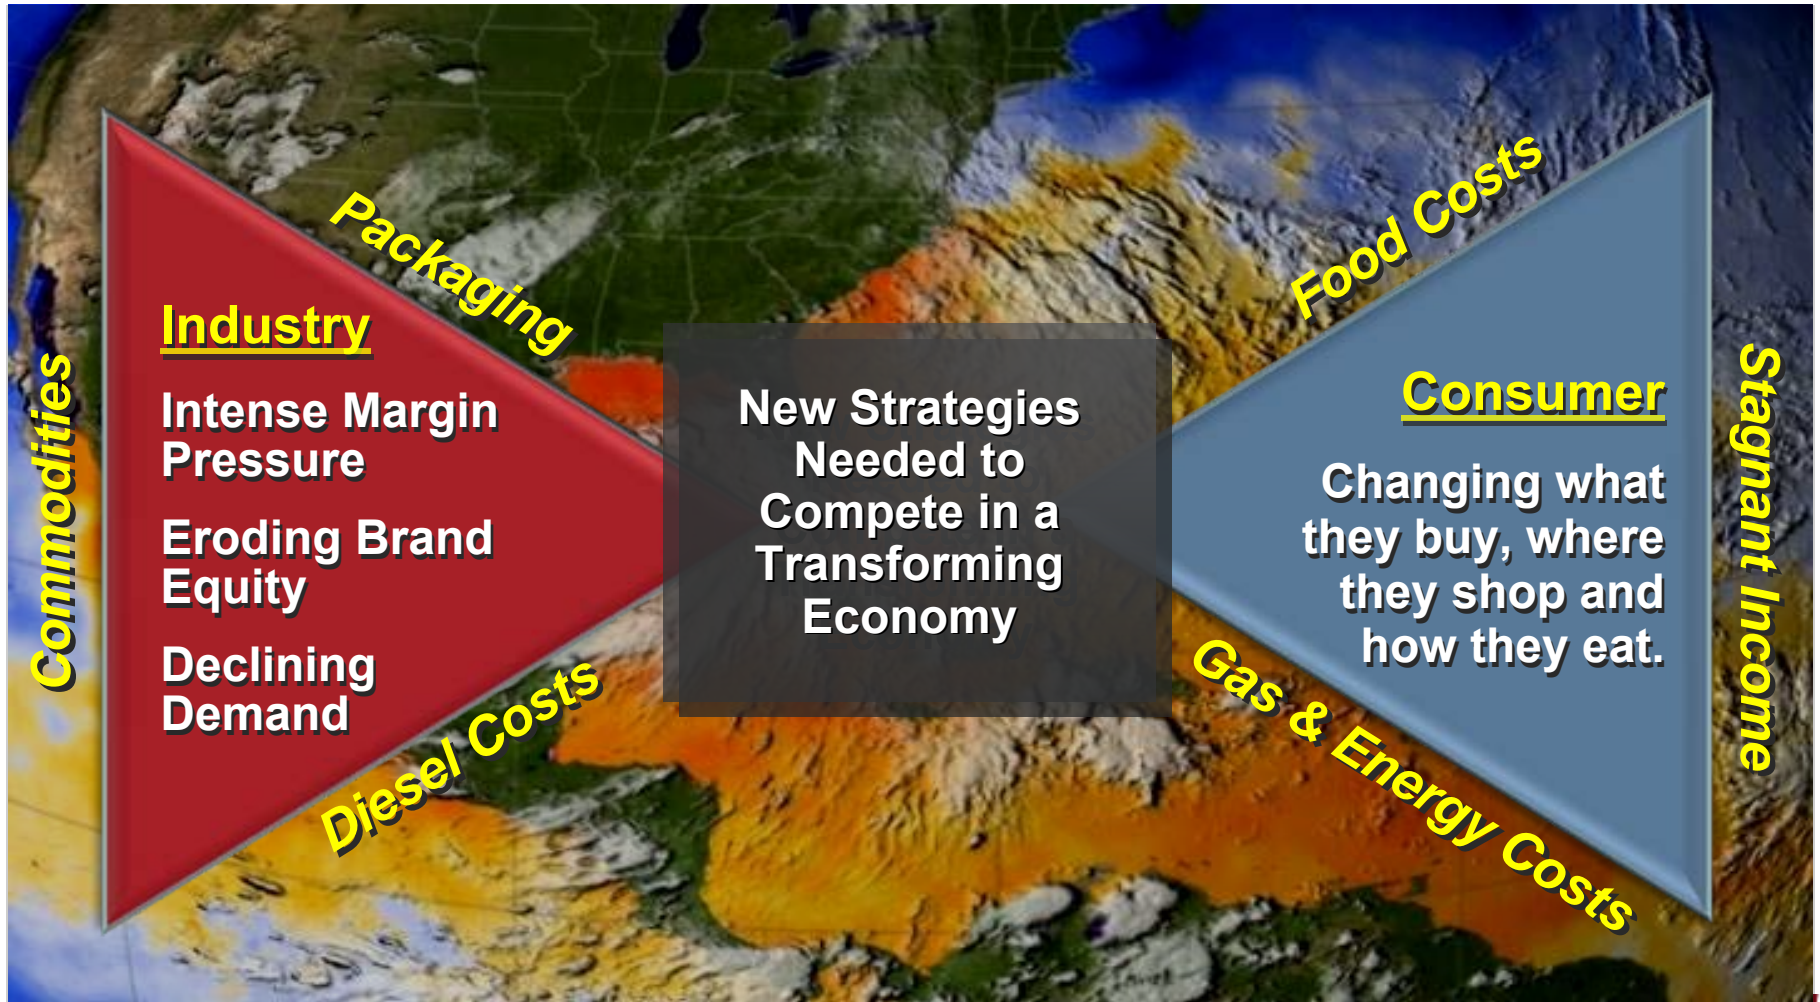 Commodities
Packaging
Industry
Intense Margin
Pressure
Eroding Brand
Equity
Declining
Demand
Diesel Costs
New Strategies
Needed to
Compete in a
Transforming
Economy
Food Costs
Consumer
Changing what
they buy, where
they shop and
how they eat.
Gas & Energy Costs
Stagnant Income